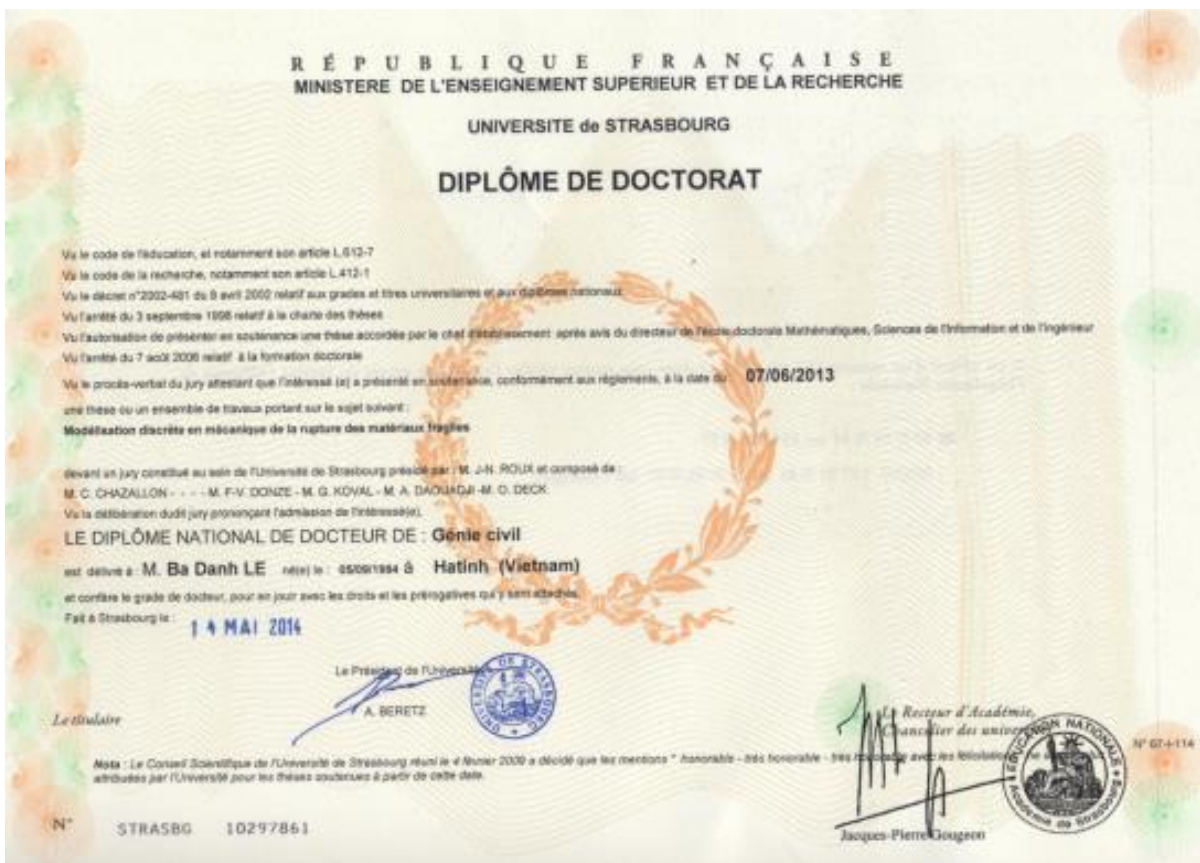 RÉPUBLIQUE FRANÇAISE
MINISTERE DE L'ENSEIGNEMENT SUPERIEUR ET DE LA RECHERCHE
UNIVERSITE de STRASBOURG
DIPLÔME DE DOCTORAT
Vu le code de l'éducation, et notamment son article L.612-7
Vu le code de la recherche, notamment son article L.412-1
Vu le décret n°2002-481 du 8 avril 2002 relatif aux grades et titres universitaires et aux diplômes nationaux
Vu l'arrêté du 3 septembre 1998 relatif à la charte des thèses
Vu l'autorisation de présenter en soutenance une thèse accordée par le chef d'établissement après avis du directeur de l'école doctorale Mathématiques, Sciences de l'Information et de l'Ingénieur
Vu l'arrêté du 7 août 2006 relatif à la formation doctorale
Vu le procès-verbal du jury attestant que l'intéressé (e) a présenté en soutenance, conformément aux règlements, à la date du 07/06/2013
une thèse ou un ensemble de travaux portant sur le sujet suivant :
Modélisation discrète en mécanique de la rupture des matériaux fragiles
devant un jury constitué au sein de l'Université de Strasbourg présidé par : M. J-N. ROUX et composé de :
M. C. CHAZALLON - - - - M. F-V. DONZE - M. G. KOVAL - M. A. DAOUADJI -M. O. DECK
Vu la délibération dudit jury prononçant l'admission de l'intéressé(e),
LE DIPLÔME NATIONAL DE DOCTEUR DE : Génie civil
est délivré à : M. Ba Danh LE né(e) le : 05/09/1984 à Hatinh (Vietnam)
et confère le grade de docteur, pour en jouir avec les droits et les prérogatives qui y sont attachés.
Fait à Strasbourg le :
14 MAI 2014
Le Président de l'Université
UNIVERSITE DE STRASBOURG
A. BERETZ
Le titulaire
Le Recteur d'Académie,
Chancelier des
EDUCATION NATIONALE
Académie de Strasbourg
Nota : Le Conseil Scientifique de l'Université de Strasbourg réuni le 4 février 2009 a décidé que les mentions " honorable - très honorable - très honorable avec les félicitations
attribuées par l'Université pour les thèses soutenues à partir de cette date.
N° STRASBG 10297861
Jacques-Pierre Gougeon